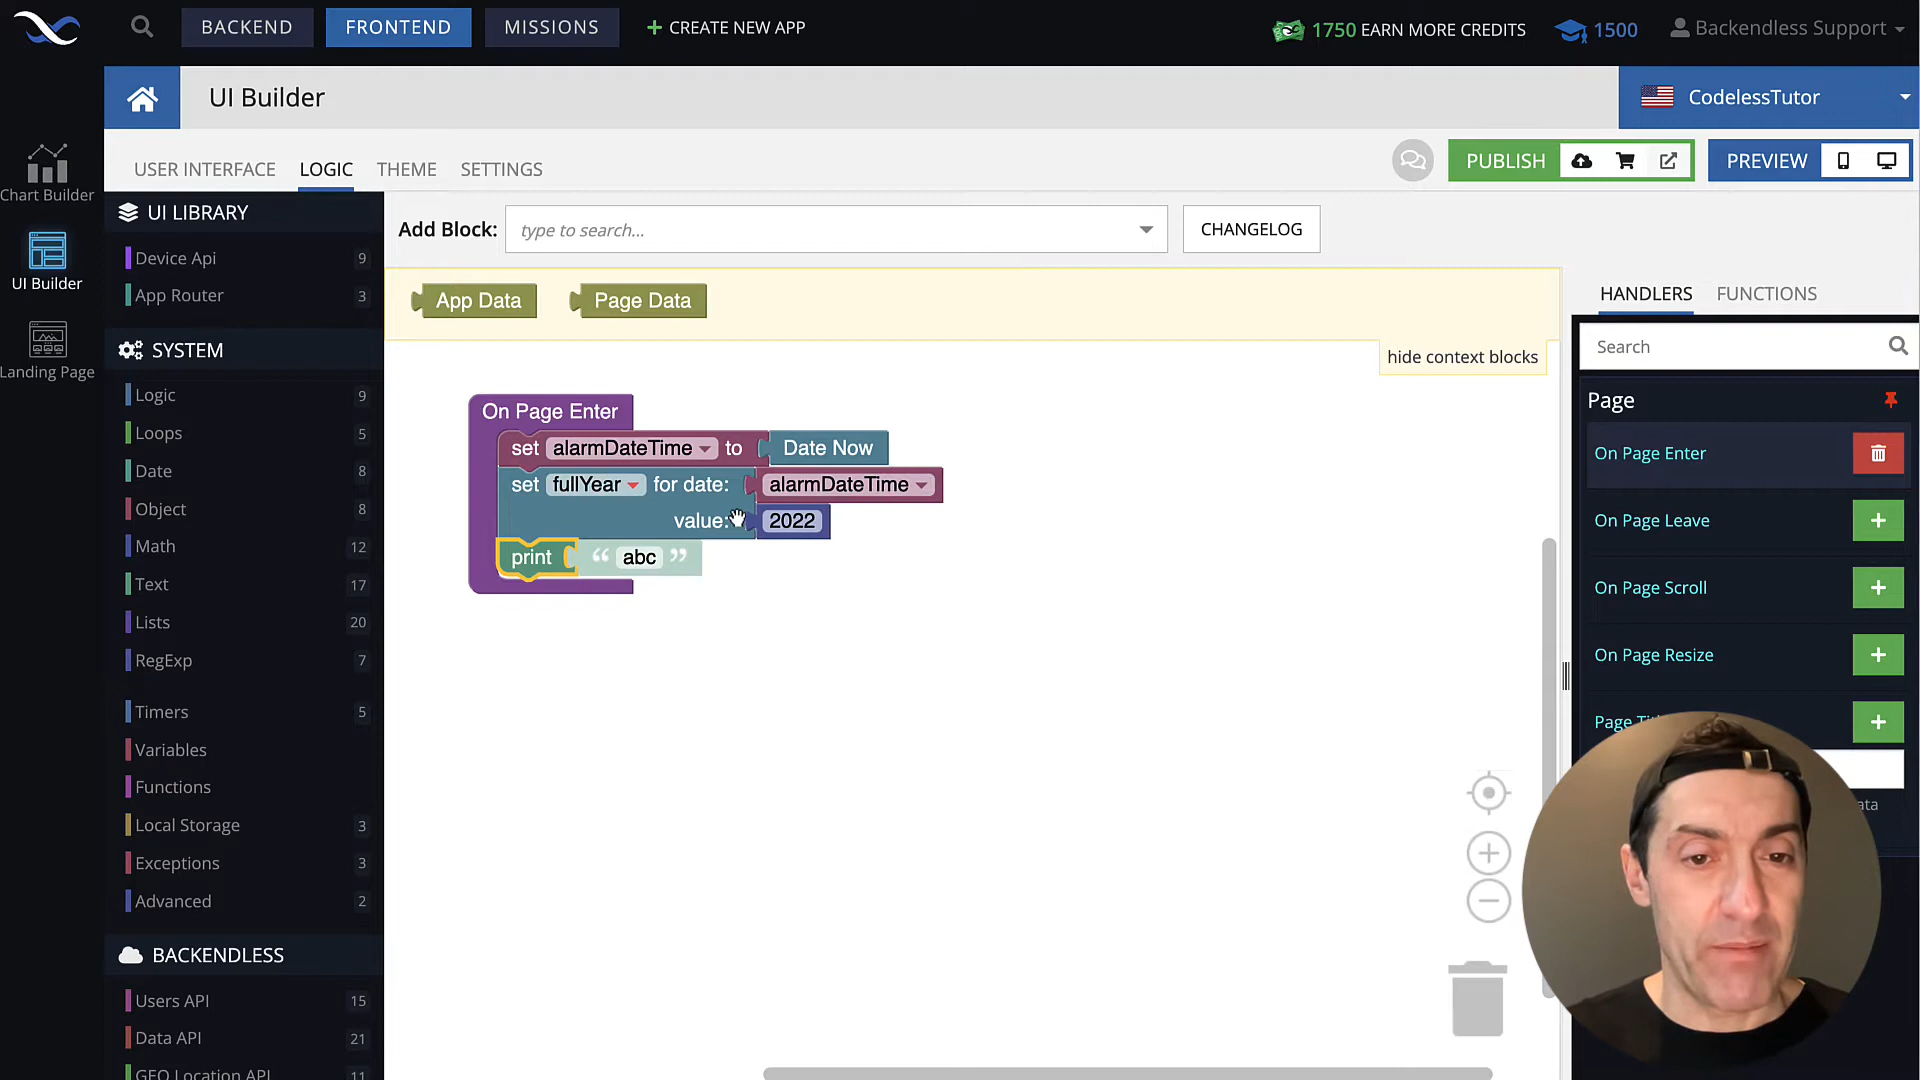 BACKEND
FRONTEND
MISSIONS
+ CREATE NEW APP
1750 EARN MORE CREDITS
1500
Backendless Support
UI Builder
CodelessTutor
Chart Builder
UI Builder
Landing Page
USER INTERFACE
LOGIC
THEME
SETTINGS
PUBLISH
PREVIEW
UI LIBRARY
Device Api 9
App Router 3
SYSTEM
Logic 9
Loops 5
Date 8
Object 8
Math 12
Text 17
Lists 20
RegExp 7
Timers 5
Variables
Functions
Local Storage 3
Exceptions 3
Advanced 2
BACKENDLESS
Users API 15
Data API 21
GEO Location API 11
Add Block: type to search...
CHANGELOG
App Data
Page Data
hide context blocks
On Page Enter
set alarmDateTime to Date Now
set fullYear for date: alarmDateTime
value: 2022
print “ abc ”
HANDLERS
FUNCTIONS
Search
Page
On Page Enter
On Page Leave
On Page Scroll
On Page Resize
Page